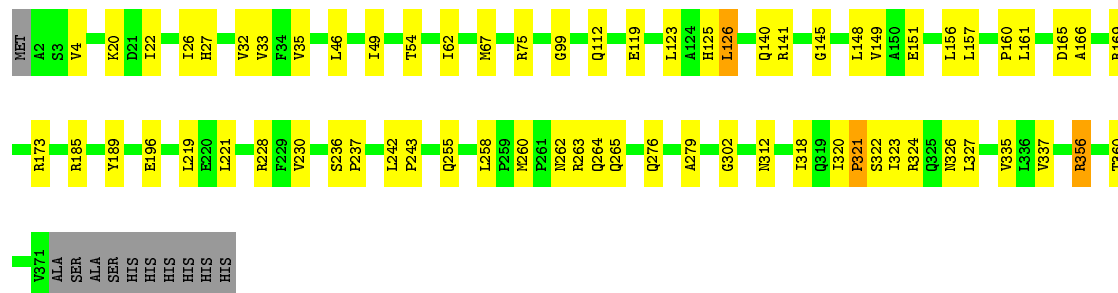 MET A2 S3 V4 K20 D21 I22 I26 H27 V32 V33 F34 V35 L46 I49 T54 I62 M67 R75 G99 Q112 E119 L123 A124 H125 L126 Q140 R141 G145 L148 V149 A150 E151 L156 L157 P160 L161 D165 A166
R173 R185 Y189 E196 L219 E220 L221 R228 F229 V230 S236 P237 L242 P243 Q255 L258 P259 M260 P261 M262 R263 Q264 Q265 Q276 A279 G302 N312 I318 Q319 I320 P321 S322 I323 R324 Q325 N326 L327 V335 L336 V337 R356 T360
V371 ALA SER ALA SER HIS HIS HIS HIS HIS HIS